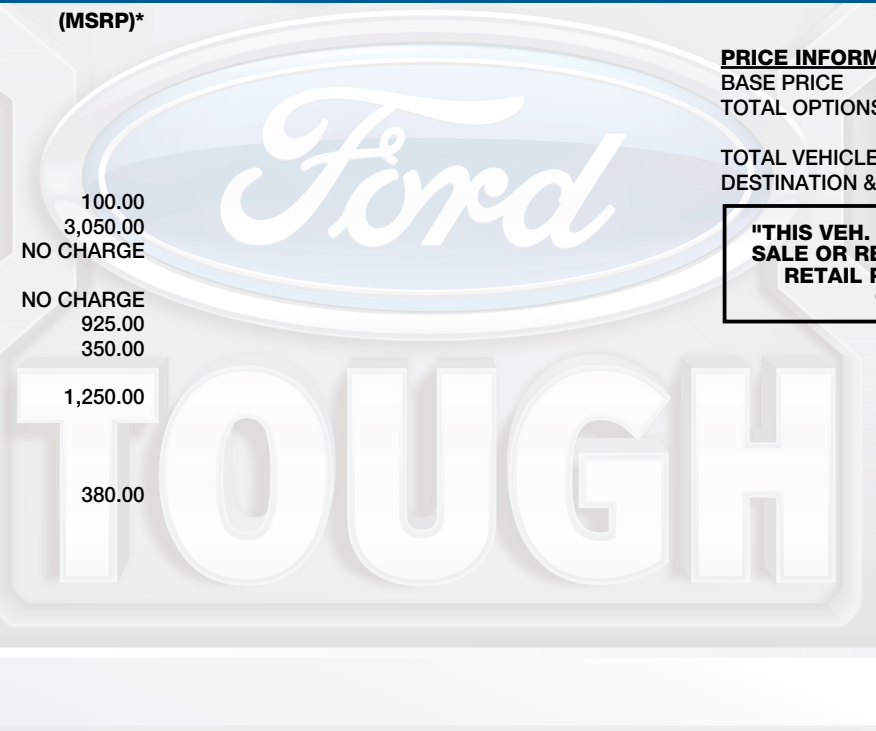 (MSRP)*
100.00
3,050.00
NO CHARGE
NO CHARGE
925.00
350.00
1,250.00
380.00
PRICE INFORM
BASE PRICE
TOTAL OPTIONS
TOTAL VEHICLE
DESTINATION &
"THIS VEH.
SALE OR RE
RETAIL
Ford
TOUGH